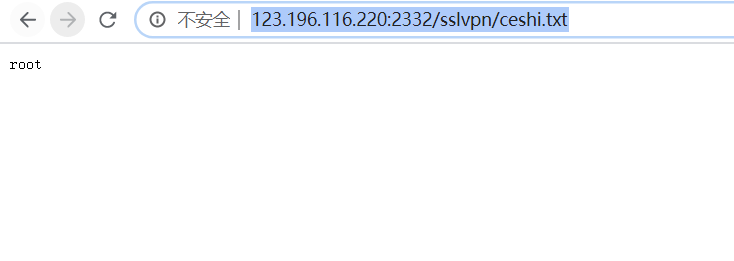 不安全 | 123.196.116.220:2332/sslvpn/ceshi.txt
root